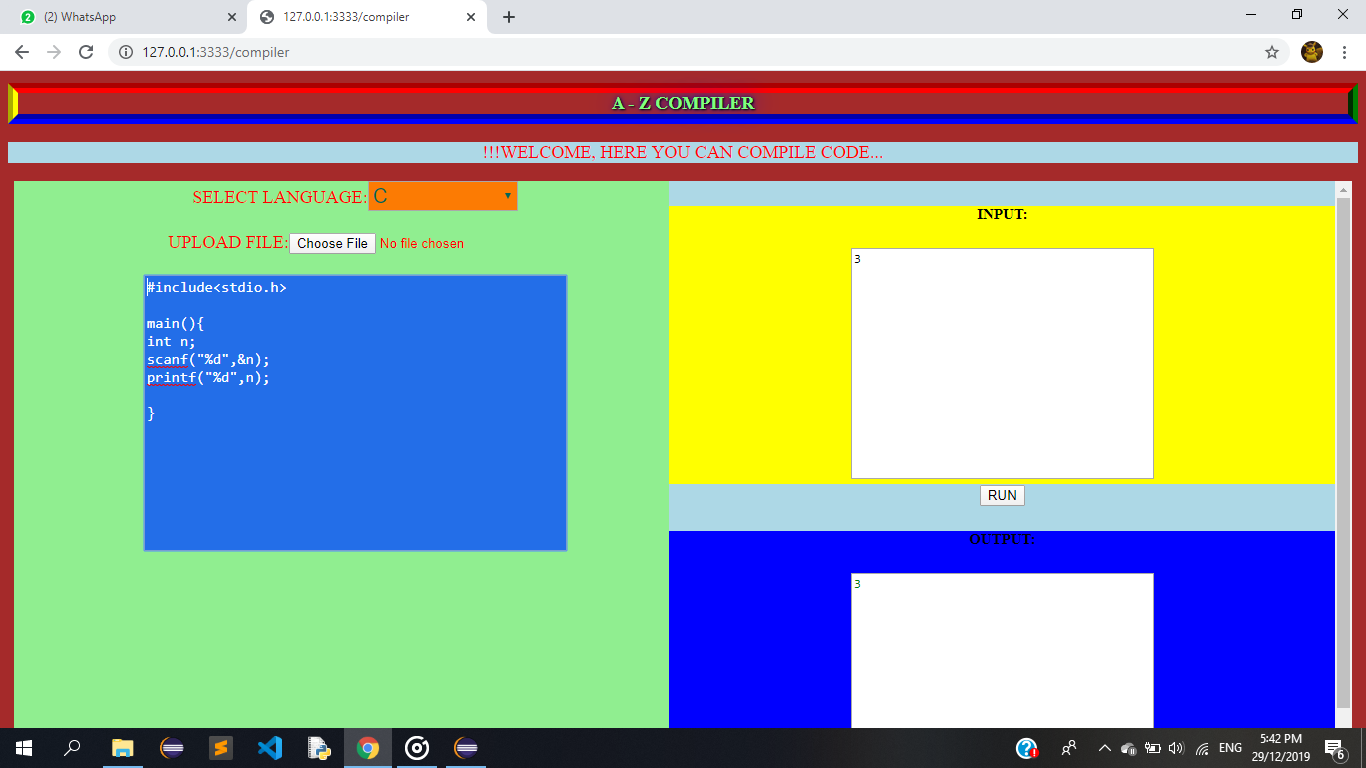 (2) WhatsApp
127.0.0.1:3333/compiler
127.0.0.1:3333/compiler
A - Z COMPILER
!!!WELCOME, HERE YOU CAN COMPILE CODE...
SELECT LANGUAGE: C
UPLOAD FILE: Choose File No file chosen
#include<stdio.h>
main(){
int n;
scanf("%d",&n);
printf("%d",n);
}
INPUT:
3
RUN
OUTPUT:
3
ENG
5:42 PM
29/12/2019
6